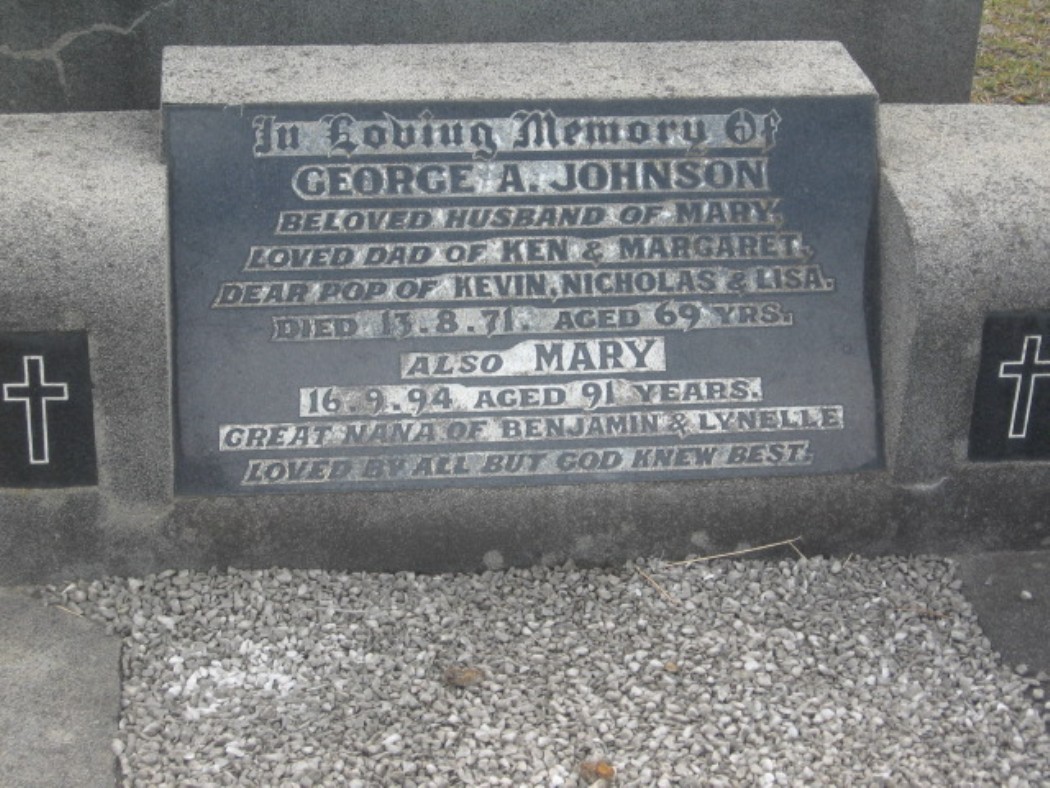 In Loving Memory Of
GEORGE A. JOHNSON
BELOVED HUSBAND OF MARY,
LOVED DAD OF KEN & MARGARET,
DEAR POP OF KEVIN, NICHOLAS & LISA.
DIED 13.8.71. AGED 69 YRS.
ALSO MARY
16.9.94 AGED 91 YEARS.
GREAT NANA OF BENJAMIN & LYNELLE
LOVED BY ALL BUT GOD KNEW BEST.